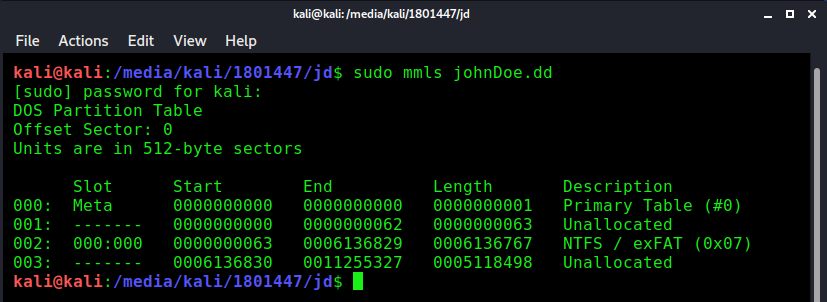 kali@kali: /media/kali/1801447/jd
File Actions Edit View Help
kali@kali:/media/kali/1801447/jd$ sudo mmls johnDoe.dd
[sudo] password for kali:
DOS Partition Table
Offset Sector: 0
Units are in 512-byte sectors
Slot Start End Length Description
000: Meta 0000000000 0000000000 0000000001 Primary Table (#0)
001: ------- 0000000000 0000000062 0000000063 Unallocated
002: 000:000 0000000063 0006136829 0006136767 NTFS / exFAT (0x07)
003: ------- 0006136830 0011255327 0005118498 Unallocated
kali@kali:/media/kali/1801447/jd$